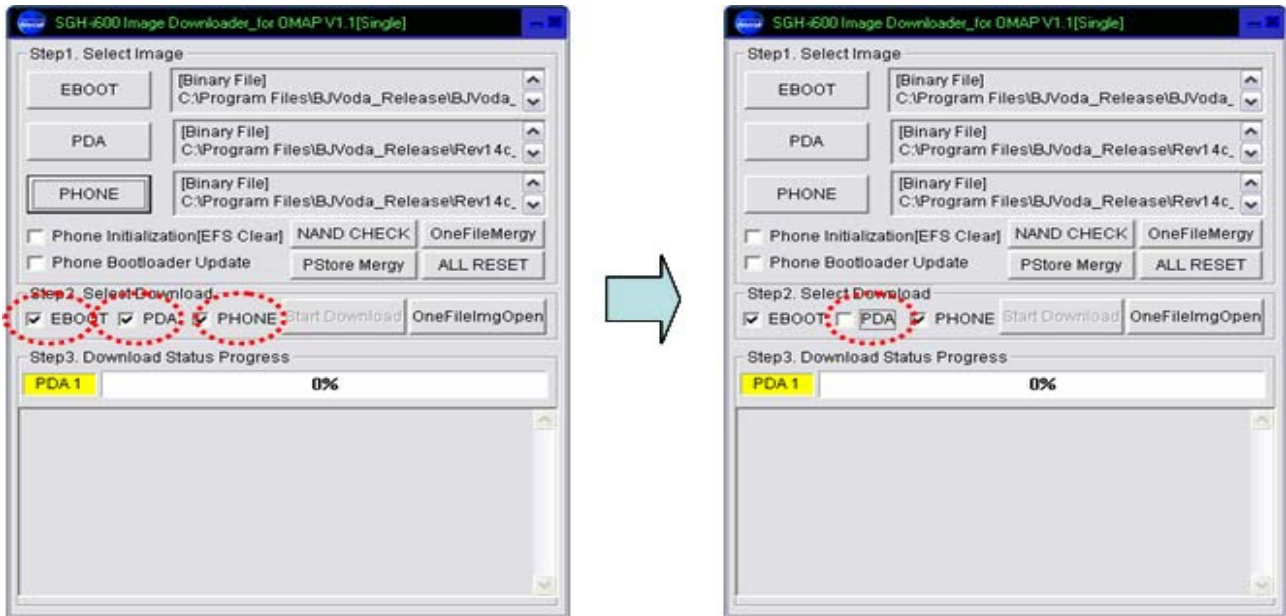 SGH-i600 Image Downloader_for OMAP V1.1[Single]
Step1. Select Image
EBOOT
[Binary File]
C:\Program Files\BJVoda_Release\BJVoda_
PDA
[Binary File]
C:\Program Files\BJVoda_Release\Rev14c_
PHONE
[Binary File]
C:\Program Files\BJVoda_Release\Rev14c_
Phone Initialization[EFS Clear] NAND CHECK OneFileMergy
Phone Bootloader Update PStore Mergy ALL RESET
Step2. Select Download
EBOOT PDA PHONE Start Download OneFileImgOpen
Step3. Download Status Progress
PDA 1 0%
SGH-i600 Image Downloader_for OMAP V1.1[Single]
Step1. Select Image
EBOOT
[Binary File]
C:\Program Files\BJVoda_Release\BJVoda_
PDA
[Binary File]
C:\Program Files\BJVoda_Release\Rev14c_
PHONE
[Binary File]
C:\Program Files\BJVoda_Release\Rev14c_
Phone Initialization[EFS Clear] NAND CHECK OneFileMergy
Phone Bootloader Update PStore Mergy ALL RESET
Step2. Select Download
EBOOT PDA PHONE Start Download OneFileImgOpen
Step3. Download Status Progress
PDA 1 0%